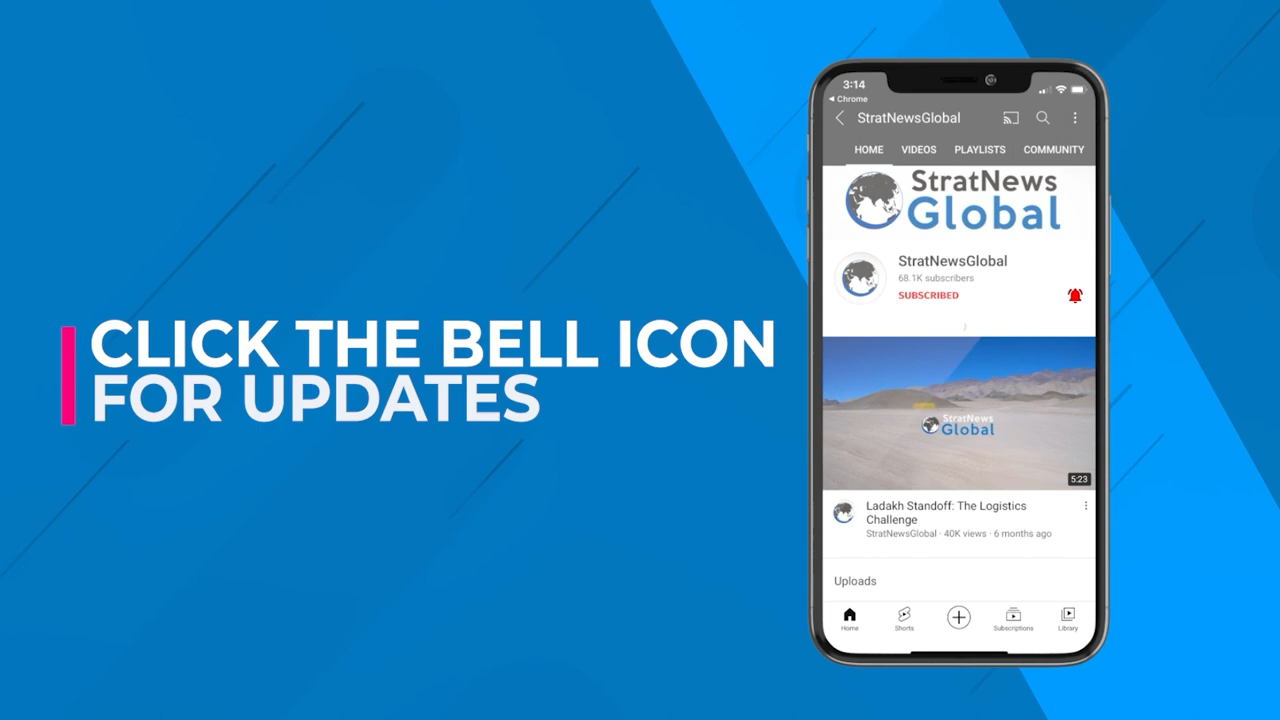 CLICK THE BELL ICON
FOR UPDATES
3:14
Chrome
StratNewsGlobal
HOME VIDEOS PLAYLISTS COMMUNITY
StratNews
Global
StratNewsGlobal
68.1K subscribers
SUBSCRIBED
StratNews
Global
5:23
Ladakh Standoff: The Logistics
Challenge
StratNewsGlobal · 40K views · 6 months ago
Uploads
Home Shorts Subscriptions Library